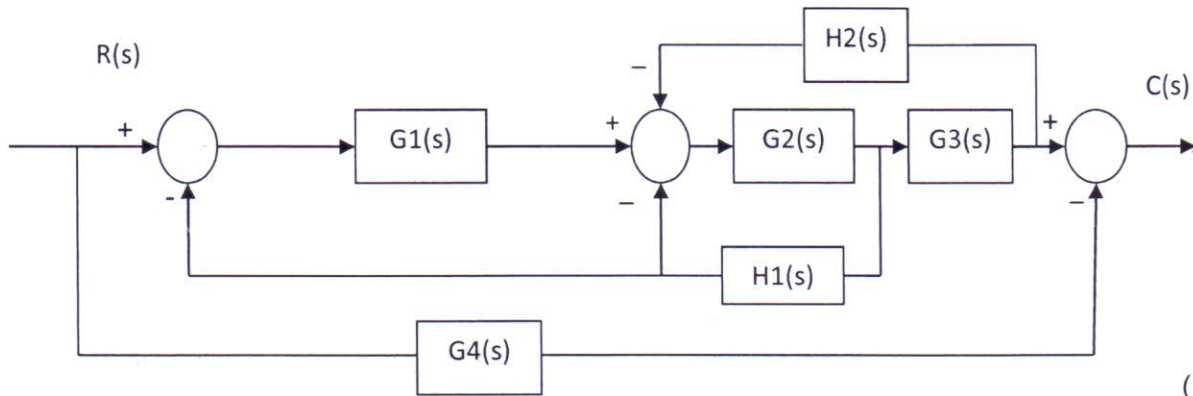 H2(s)
R(s)
–
C(s)
+
G1(s)
+
G2(s)
G3(s)
+
-
–
–
H1(s)
G4(s)
(